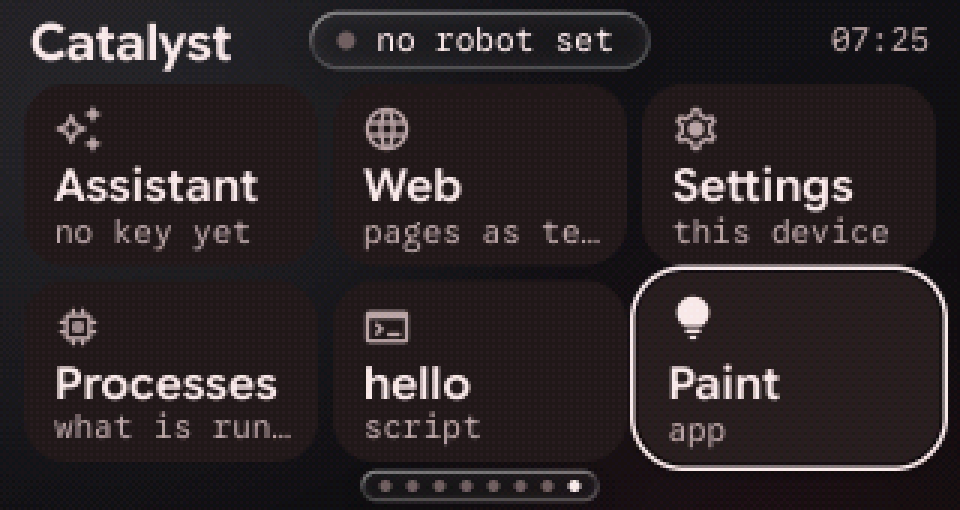 Catalyst
no robot set
07:25
Assistant
no key yet
Web
pages as te…
Settings
this device
Processes
what is run…
hello
script
Paint
app